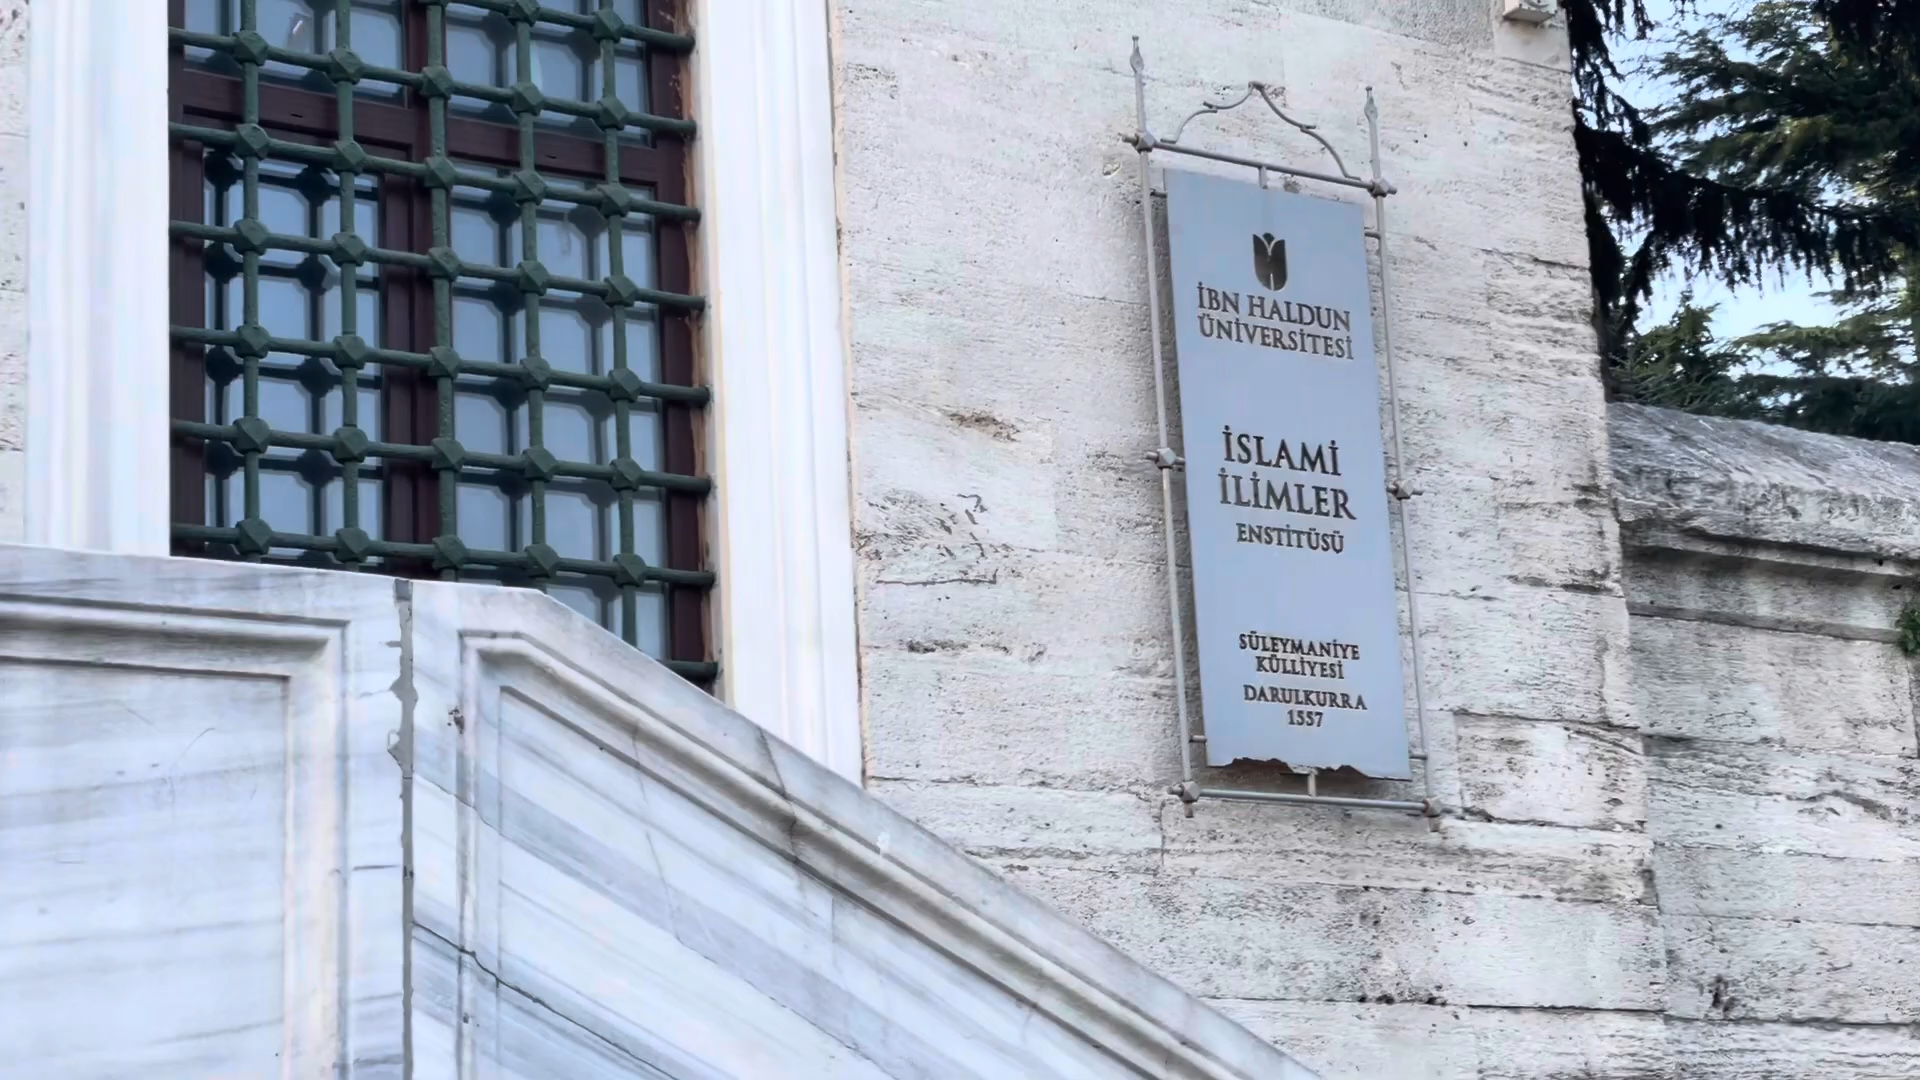 İBN HALDUN
ÜNİVERSİTESİ
İSLAMİ
İLİMLER
ENSTİTÜSÜ
SÜLEYMANİYE
KÜLLİYESİ
DARULKURRA
1557